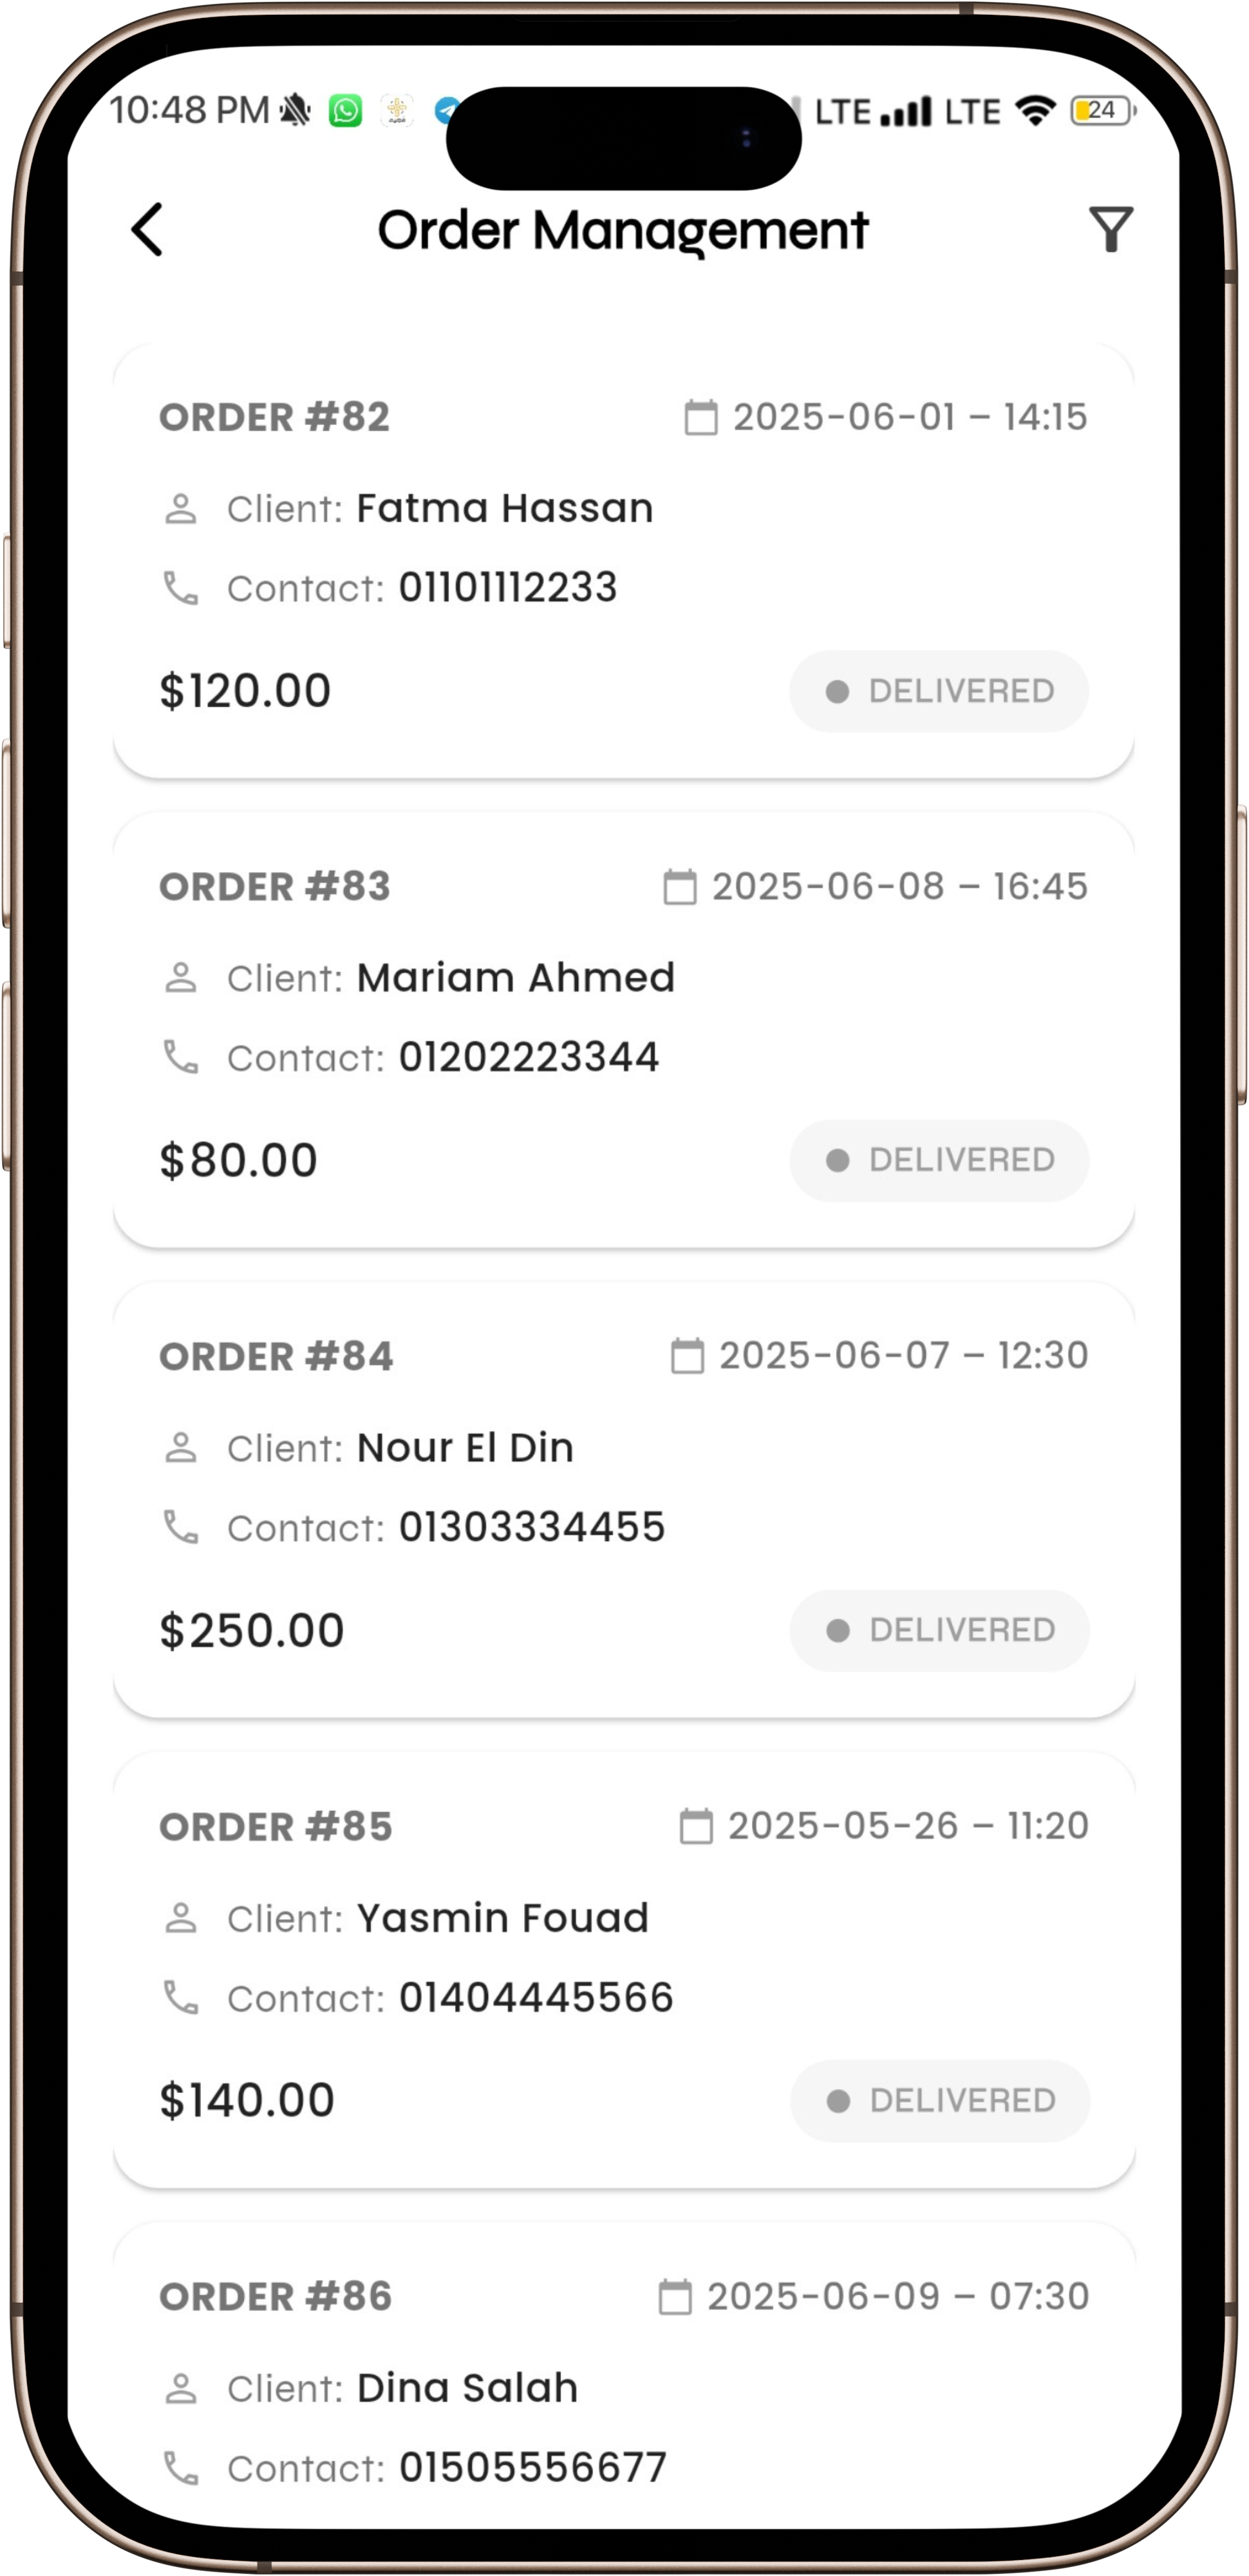 10:48 PM LTE LTE 24
Order Management
ORDER #82 2025-06-01 – 14:15
Client: Fatma Hassan
Contact: 01101112233
$120.00 DELIVERED
ORDER #83 2025-06-08 – 16:45
Client: Mariam Ahmed
Contact: 01202223344
$80.00 DELIVERED
ORDER #84 2025-06-07 – 12:30
Client: Nour El Din
Contact: 01303334455
$250.00 DELIVERED
ORDER #85 2025-05-26 – 11:20
Client: Yasmin Fouad
Contact: 01404445566
$140.00 DELIVERED
ORDER #86 2025-06-09 – 07:30
Client: Dina Salah
Contact: 01505556677